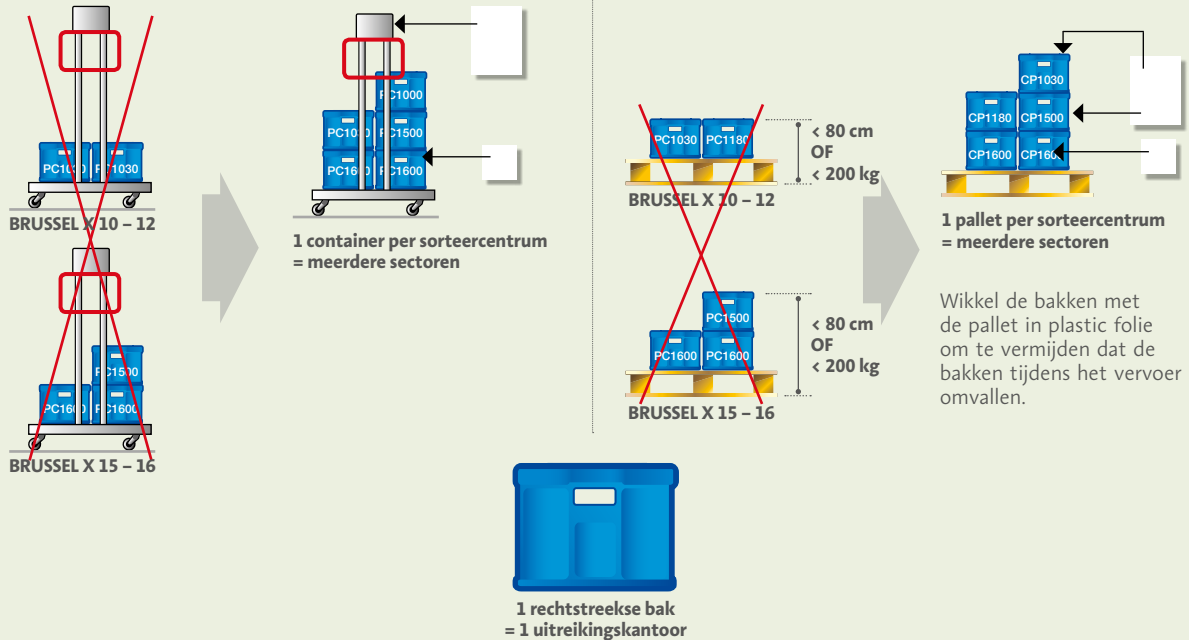 PC1030 PC1030
BRUSSEL X 10 – 12
PC1500
PC1600 PC1600
BRUSSEL X 15 – 16
PC1000
PC1030 PC1500
PC1600 PC1600
1 container per sorteercentrum
= meerdere sectoren
PC1030 PC1180
< 80 cm
OF
< 200 kg
BRUSSEL X 10 – 12
PC1500
PC1600 PC1600
< 80 cm
OF
< 200 kg
BRUSSEL X 15 – 16
CP1030
CP1180 CP1500
CP1600 CP1600
1 pallet per sorteercentrum
= meerdere sectoren
Wikkel de bakken met
de pallet in plastic folie
om te vermijden dat de
bakken tijdens het vervoer
omvallen.
1 rechtstreekse bak
= 1 uitreikingskantoor